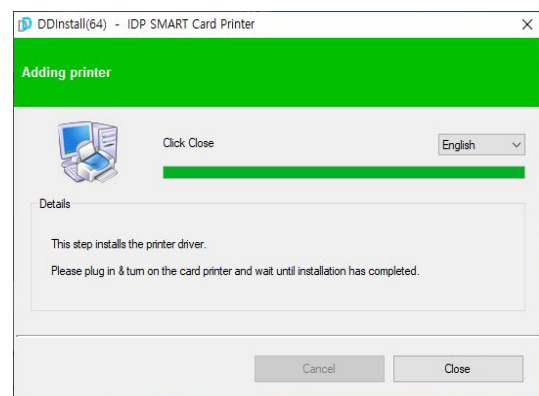 DDInstall(64) - IDP SMART Card Printer
Adding printer
Click Close
English
Details
This step installs the printer driver.
Please plug in & turn on the card printer and wait until installation has completed.
Cancel
Close